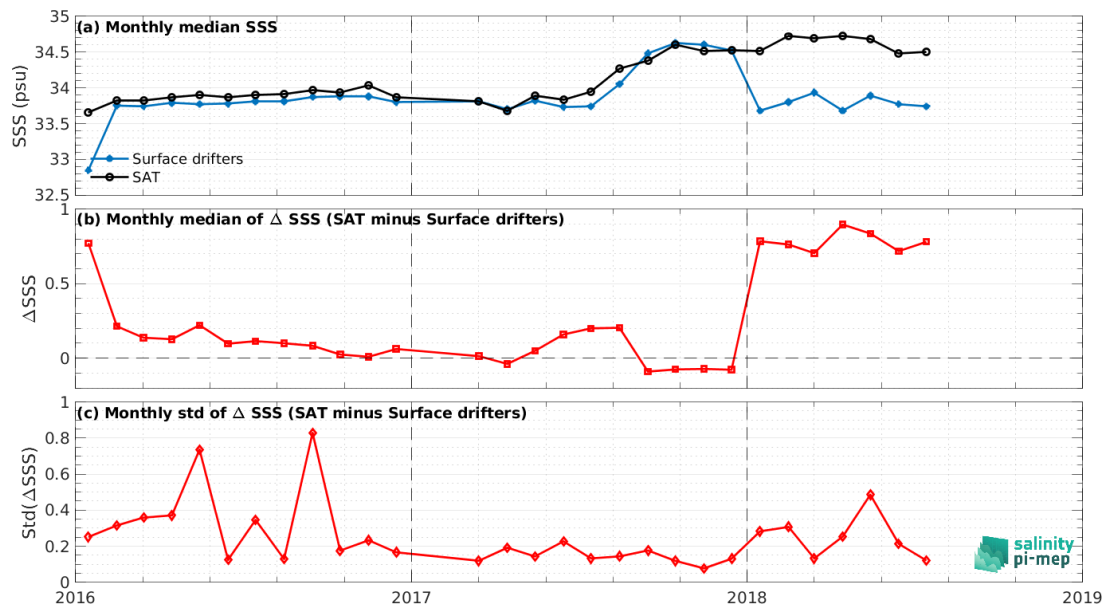 (a) Monthly median SSS
35
34.5
34
33.5
33
32.5
SSS (psu)
Surface drifters
SAT
(b) Monthly median of Δ SSS (SAT minus Surface drifters)
1
0.5
0
ΔSSS
(c) Monthly std of Δ SSS (SAT minus Surface drifters)
1
0.8
0.6
0.4
0.2
0
Std(ΔSSS)
salinity
pi-mep
2016 2017 2018 2019